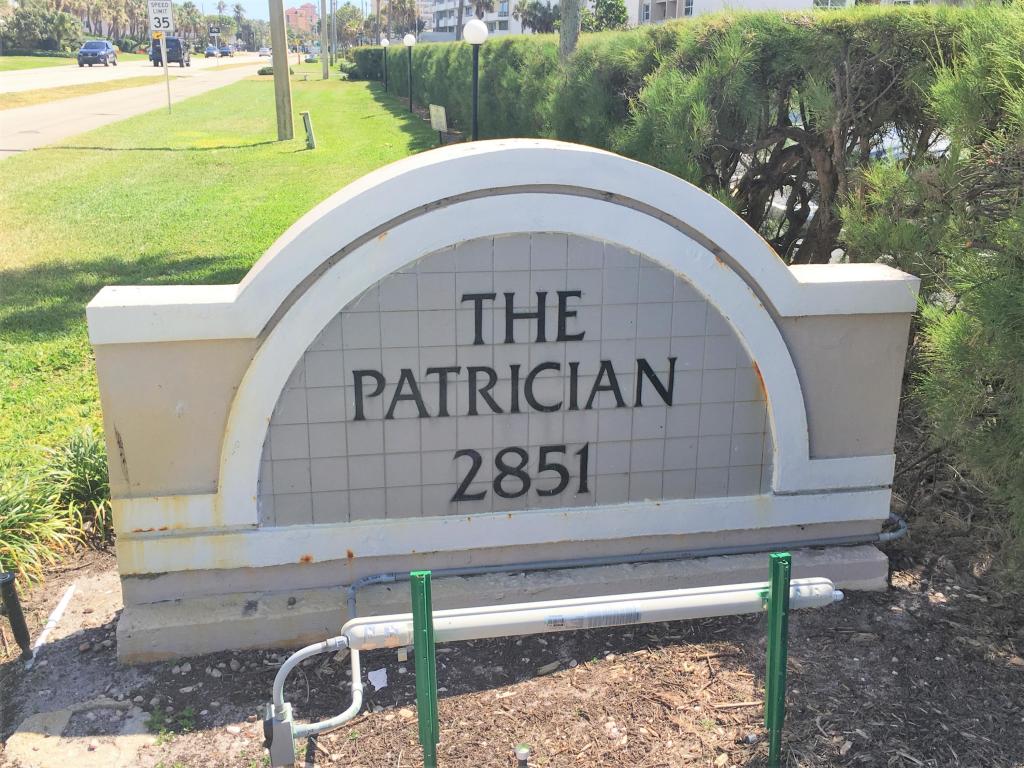 SPEED
LIMIT
35
THE
PATRICIAN
2851